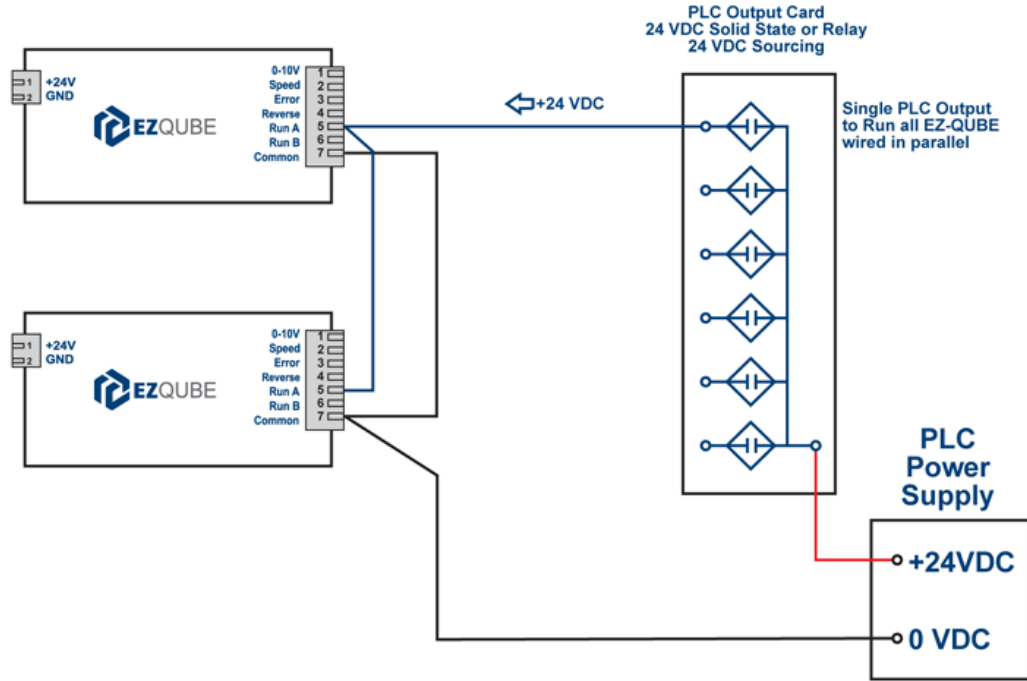 PLC Output Card
24 VDC Solid State or Relay
24 VDC Sourcing
1 +24V
2 GND
EZQUBE
0-10V 1
Speed 2
Error 3
Reverse 4
Run A 5
Run B 6
Common 7
+24 VDC
Single PLC Output
to Run all EZ-QUBE
wired in parallel
1 +24V
2 GND
EZQUBE
0-10V 1
Speed 2
Error 3
Reverse 4
Run A 5
Run B 6
Common 7
PLC
Power
Supply
+24VDC
0 VDC